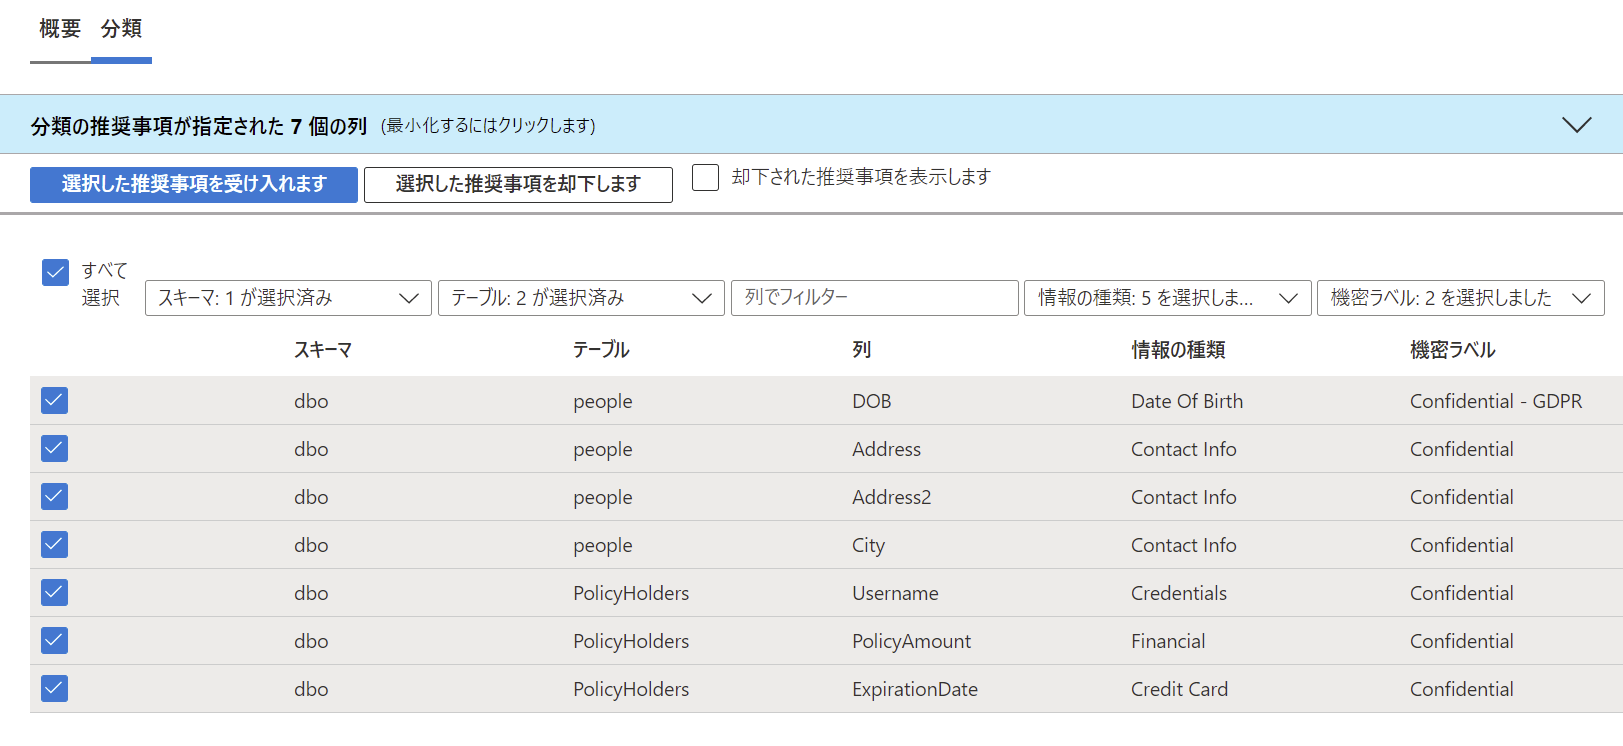 概要 分類
分類の推奨事項が指定された 7 個の列 (最小化するにはクリックします)
選択した推奨事項を受け入れます 選択した推奨事項を却下します 却下された推奨事項を表示します
すべて
選択 スキーマ: 1 が選択済み テーブル: 2 が選択済み 列でフィルター 情報の種類: 5 を選択しま... 機密ラベル: 2 を選択しました
スキーマ テーブル 列 情報の種類 機密ラベル
dbo people DOB Date Of Birth Confidential - GDPR
dbo people Address Contact Info Confidential
dbo people Address2 Contact Info Confidential
dbo people City Contact Info Confidential
dbo PolicyHolders Username Credentials Confidential
dbo PolicyHolders PolicyAmount Financial Confidential
dbo PolicyHolders ExpirationDate Credit Card Confidential